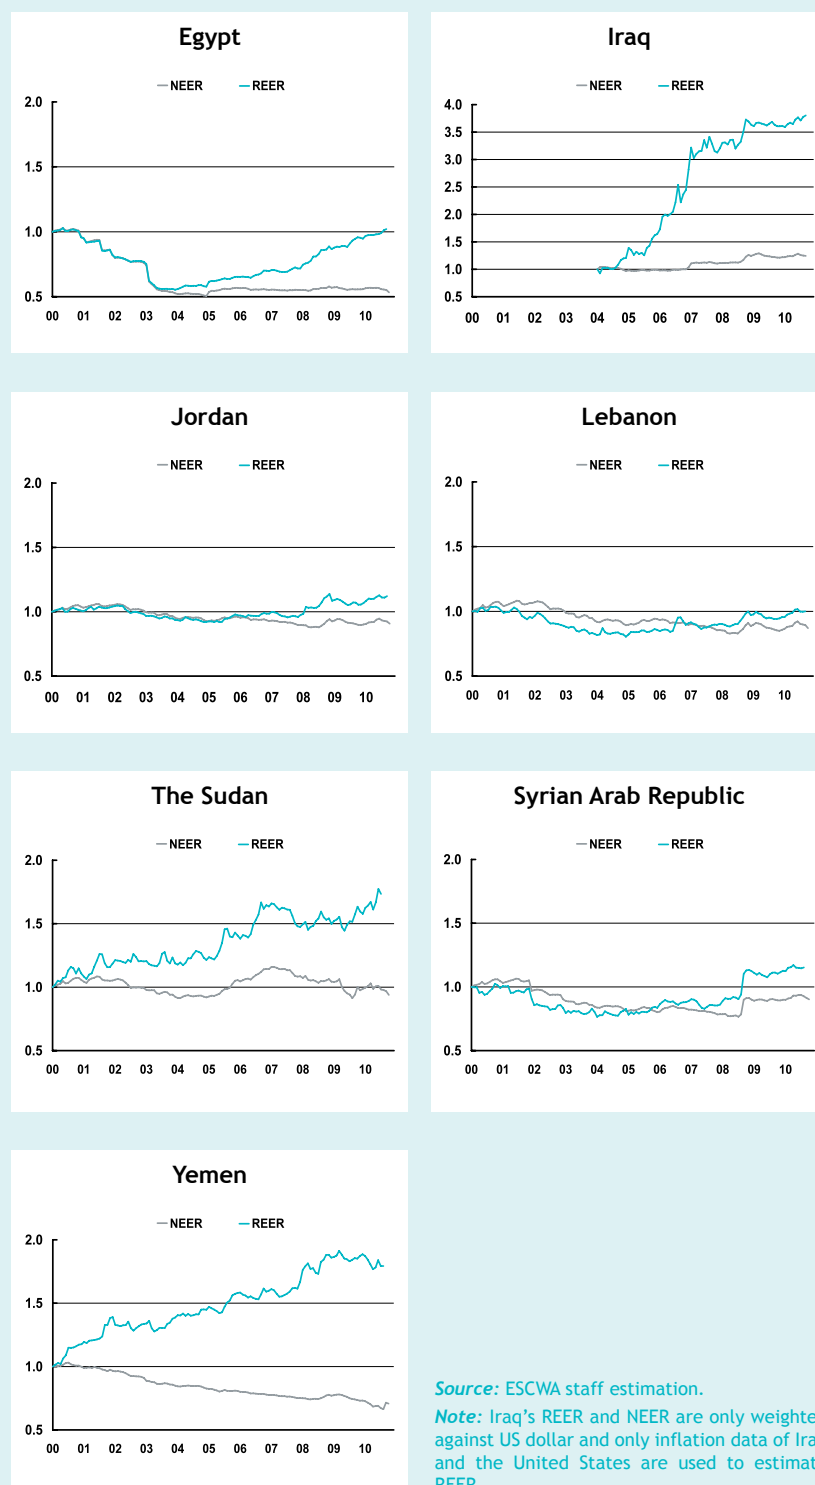 Egypt
NEER REER
2.0
1.5
1.0
0.5
00 01 02 03 04 05 06 07 08 09 10
Iraq
NEER REER
4.0
3.5
3.0
2.5
2.0
1.5
1.0
0.5
00 01 02 03 04 05 06 07 08 09 10
Jordan
NEER REER
2.0
1.5
1.0
0.5
00 01 02 03 04 05 06 07 08 09 10
Lebanon
NEER REER
2.0
1.5
1.0
0.5
00 01 02 03 04 05 06 07 08 09 10
The Sudan
NEER REER
2.0
1.5
1.0
0.5
00 01 02 03 04 05 06 07 08 09 10
Syrian Arab Republic
NEER REER
2.0
1.5
1.0
0.5
00 01 02 03 04 05 06 07 08 09 10
Yemen
NEER REER
2.0
1.5
1.0
0.5
00 01 02 03 04 05 06 07 08 09 10
Source: ESCWA staff estimation.
Note: Iraq's REER and NEER are only weighte
against US dollar and only inflation data of Ira
and the United States are used to estimat